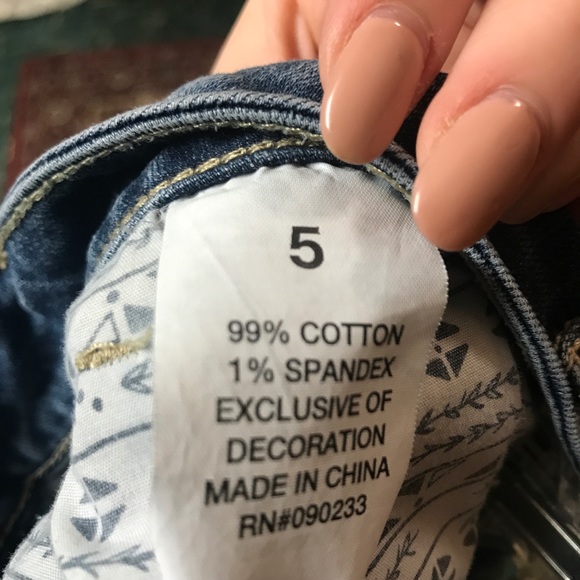 5
99% COTTON
1% SPANDEX
EXCLUSIVE OF
DECORATION
MADE IN CHINA
RN#090233